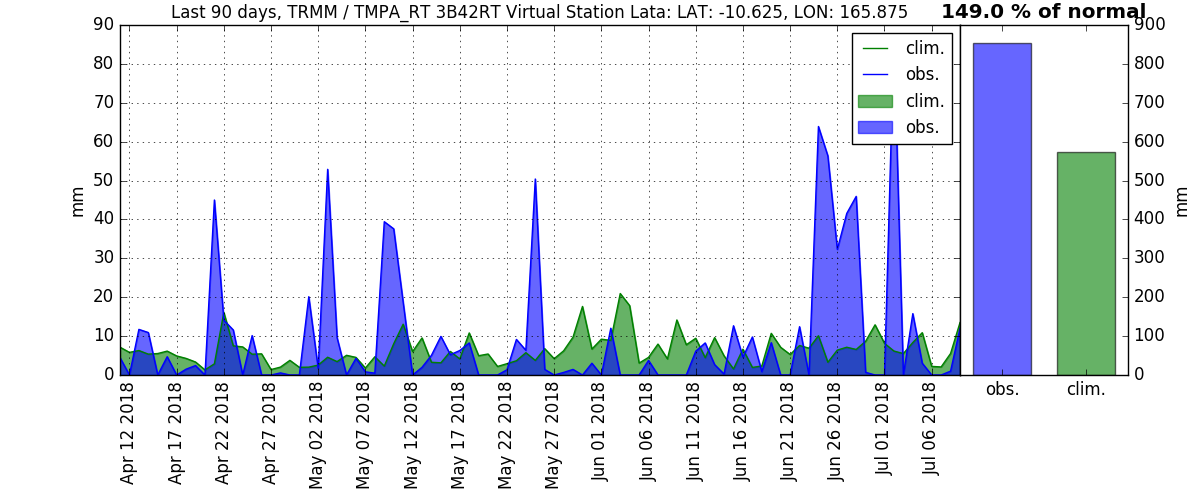 Last 90 days, TRMM / TMPA_RT 3B42RT Virtual Station Lata: LAT: -10.625, LON: 165.875
149.0 % of normal
90
80
70
60
50
40
30
20
10
0
mm
clim.
obs.
clim.
obs.
900
800
700
600
500
400
300
200
100
0
mm
Apr 12 2018
Apr 17 2018
Apr 22 2018
Apr 27 2018
May 02 2018
May 07 2018
May 12 2018
May 17 2018
May 22 2018
May 27 2018
Jun 01 2018
Jun 06 2018
Jun 11 2018
Jun 16 2018
Jun 21 2018
Jun 26 2018
Jul 01 2018
Jul 06 2018
obs.
clim.